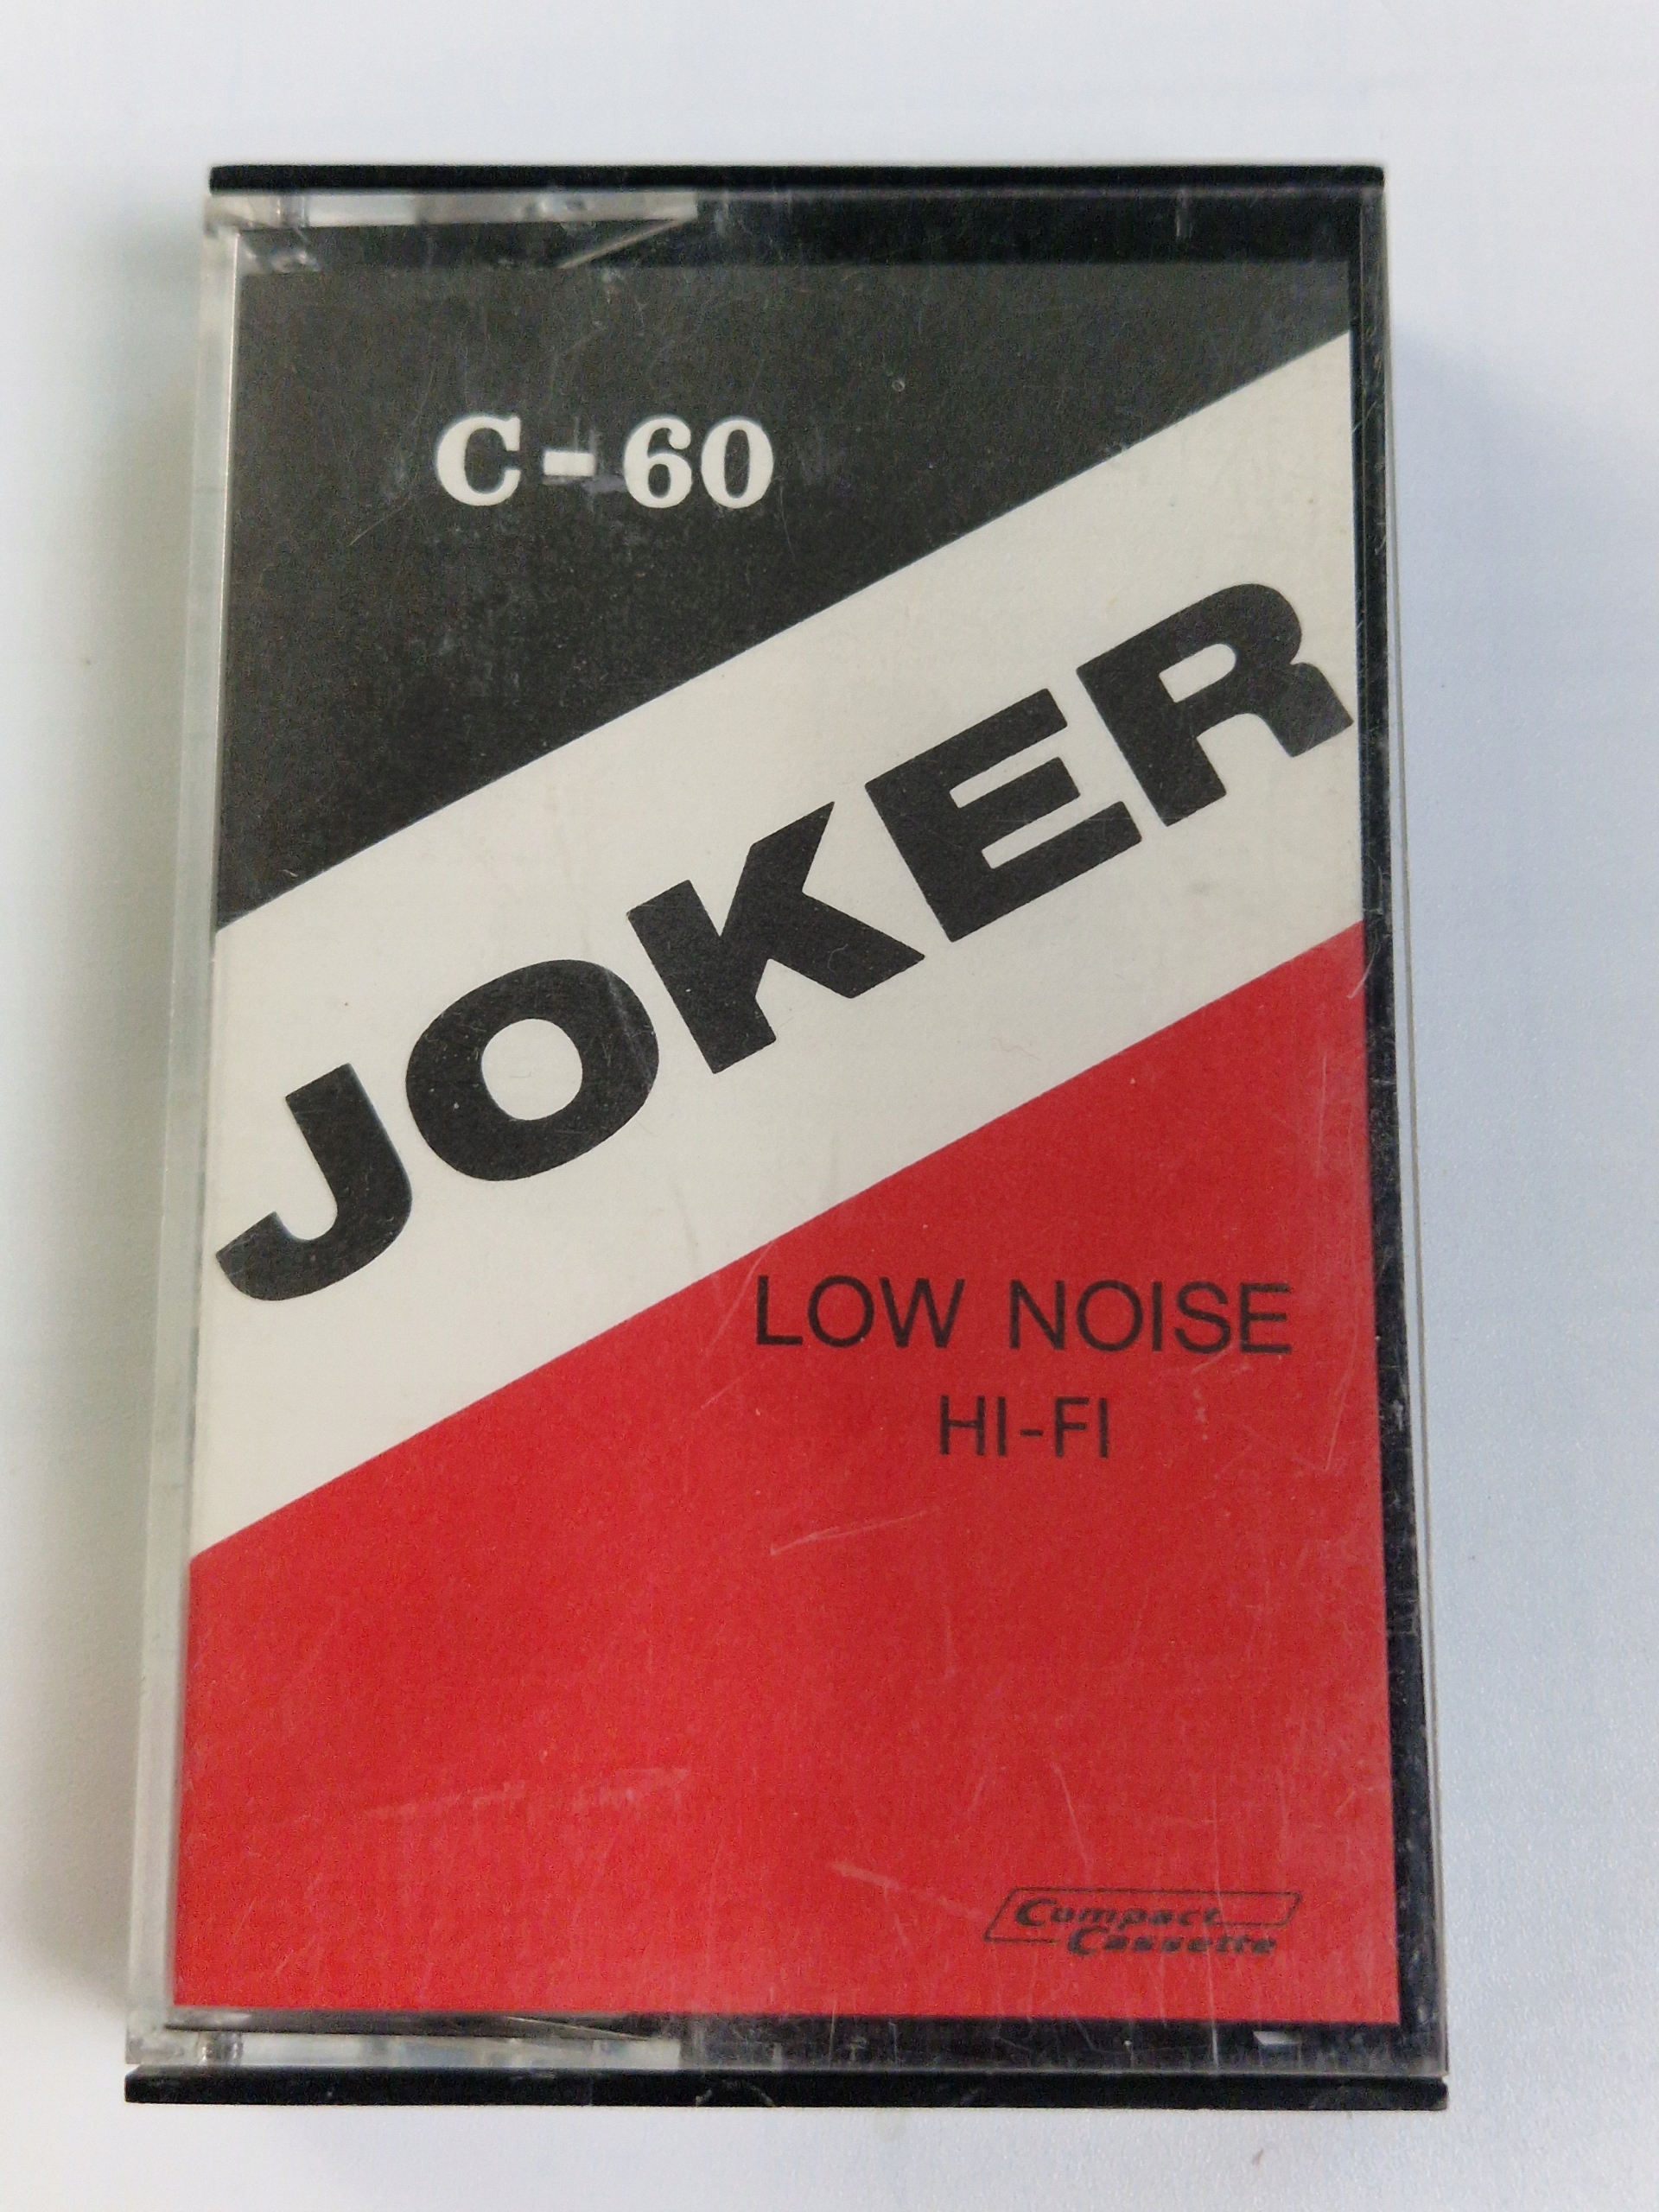 C-60
JOKER
LOW NOISE
HI-FI
Compact
Cassette